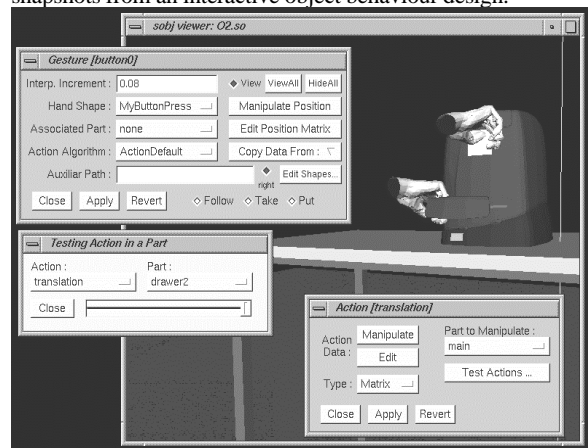 snapshots from an interactive object behaviour design.
sobj viewer: O2.so
Gesture [button0]
Interp. Increment : 0.08 View ViewAll HideAll
Hand Shape : MyButtonPress Manipulate Position
Associated Part : none Edit Position Matrix
Action Algorithm : ActionDefault Copy Data From :
Auxiliar Path : right Edit Shapes...
Close Apply Revert Follow Take Put
Testing Action in a Part
Action : Part :
translation drawer2
Close
Action [translation]
Action Data : Manipulate Edit
Part to Manipulate :
main
Type : Matrix Test Actions ...
Close Apply Revert